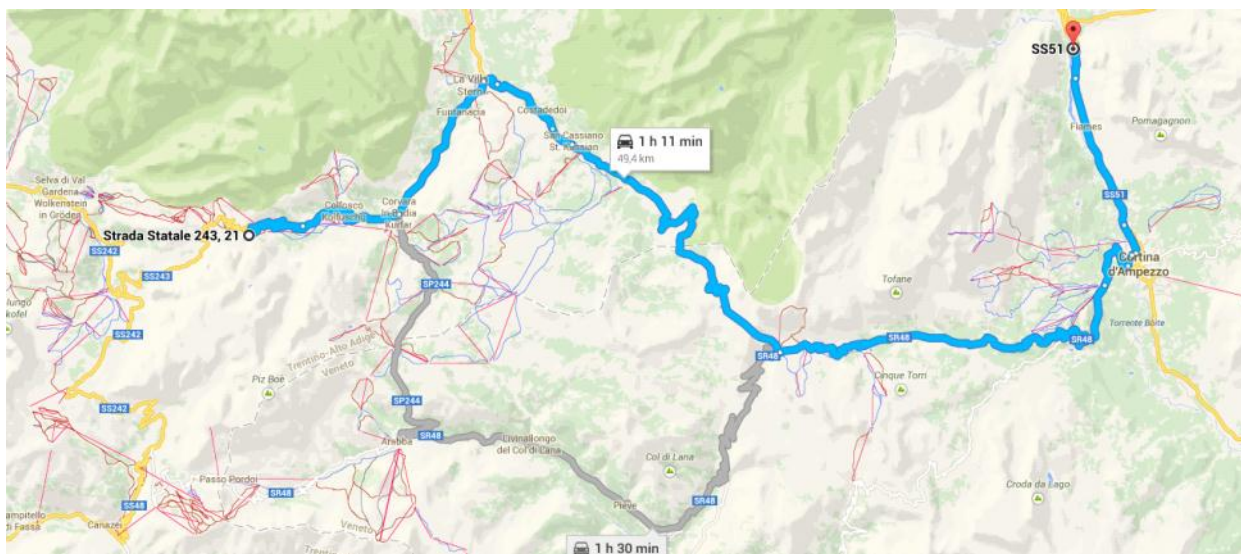 SS51
Pomagagnon
Fiames
La Villa
Stern
Funtanacia
Costadedoi
San Cassiano
1 h 11 min
49,4 km
Selva di Val
Gardena
Wolkenstein
in Gröden
Corvara
in Badia
Colfosco
Kolfuschg
Strada Statale 243, 21
SS51
SS242
SS243
SP244
Cortina
d'Ampezzo
Tofane
SS242
Trentino-Alto Adige
Veneto
Torrente Bòite
SR48
SR48
SR48
Piz Boè
Cinque Torri
SS242
SP244
SR48
Arabba
Livinallongo
del Col di Lana
Col di Lana
Passo Pordoi
SR48
SR48
Croda da Lago
SS48
Pieve
Veneto
Canazei
1 h 30 min